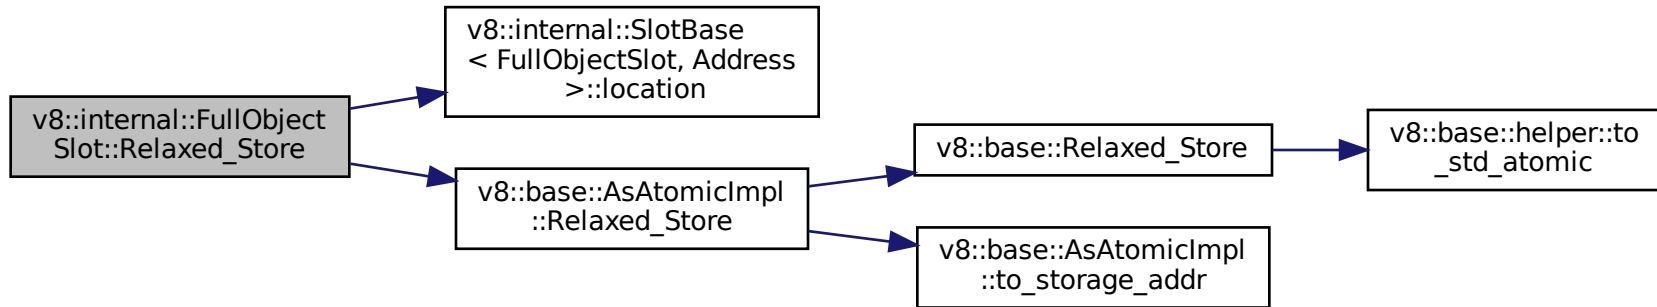 v8::internal::FullObject
Slot::Relaxed_Store
v8::internal::SlotBase
< FullObjectSlot, Address
>::location
v8::base::AsAtomicImpl
::Relaxed_Store
v8::base::Relaxed_Store
v8::base::AsAtomicImpl
::to_storage_addr
v8::base::helper::to
_std_atomic